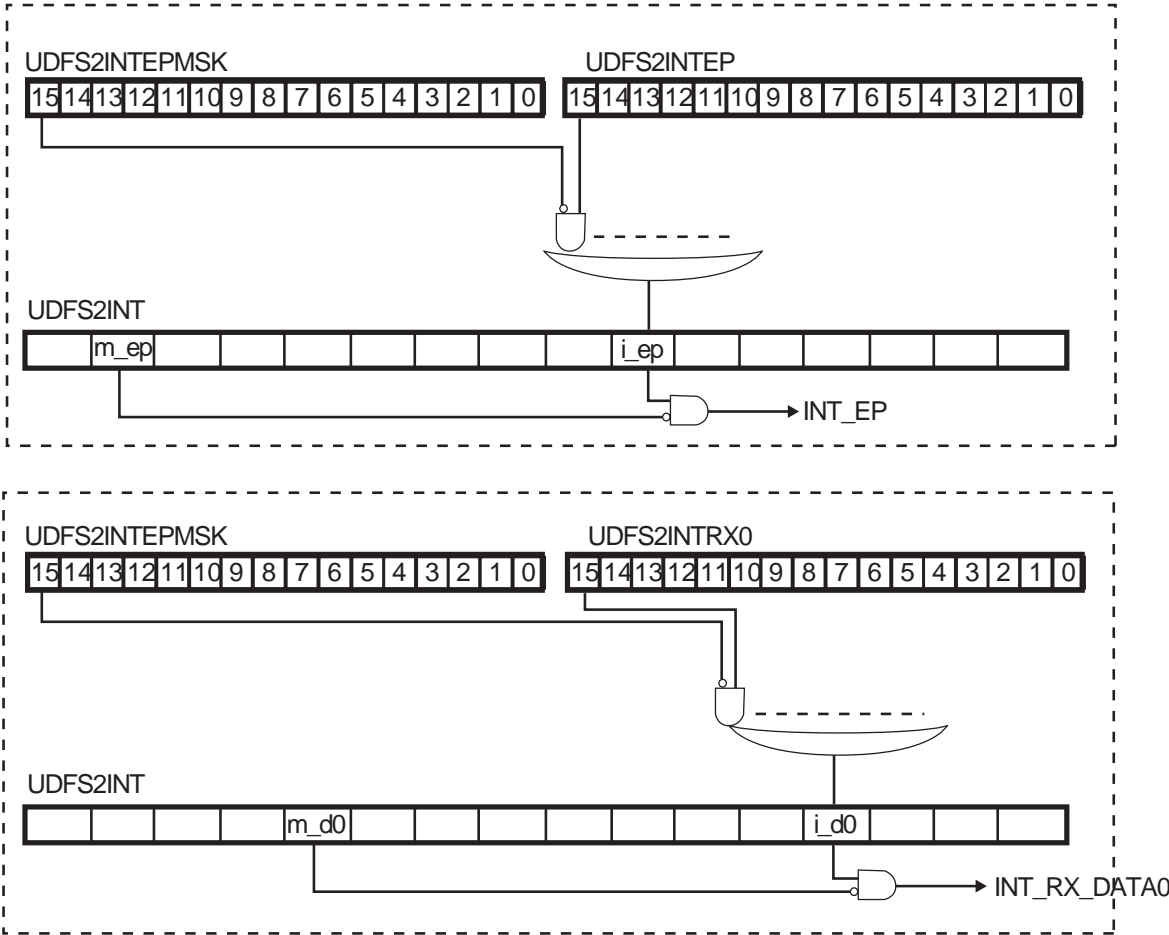 UDFS2INTEPMSK UDFS2INTEP
15 14 13 12 11 10 9 8 7 6 5 4 3 2 1 0 15 14 13 12 11 10 9 8 7 6 5 4 3 2 1 0
UDFS2INT
m_ep i_ep
INT_EP
UDFS2INTEPMSK UDFS2INTRX0
15 14 13 12 11 10 9 8 7 6 5 4 3 2 1 0 15 14 13 12 11 10 9 8 7 6 5 4 3 2 1 0
UDFS2INT
m_d0 i_d0
INT_RX_DATA0